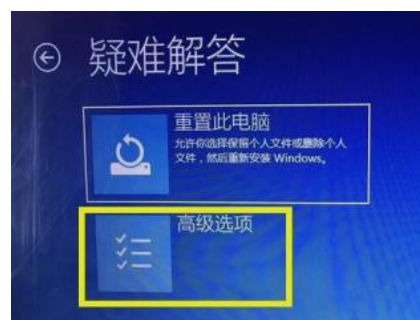 疑难解答
重置此电脑
允许你选择保留个人文件或删除个人
文件，然后重新安装 Windows。
高级选项